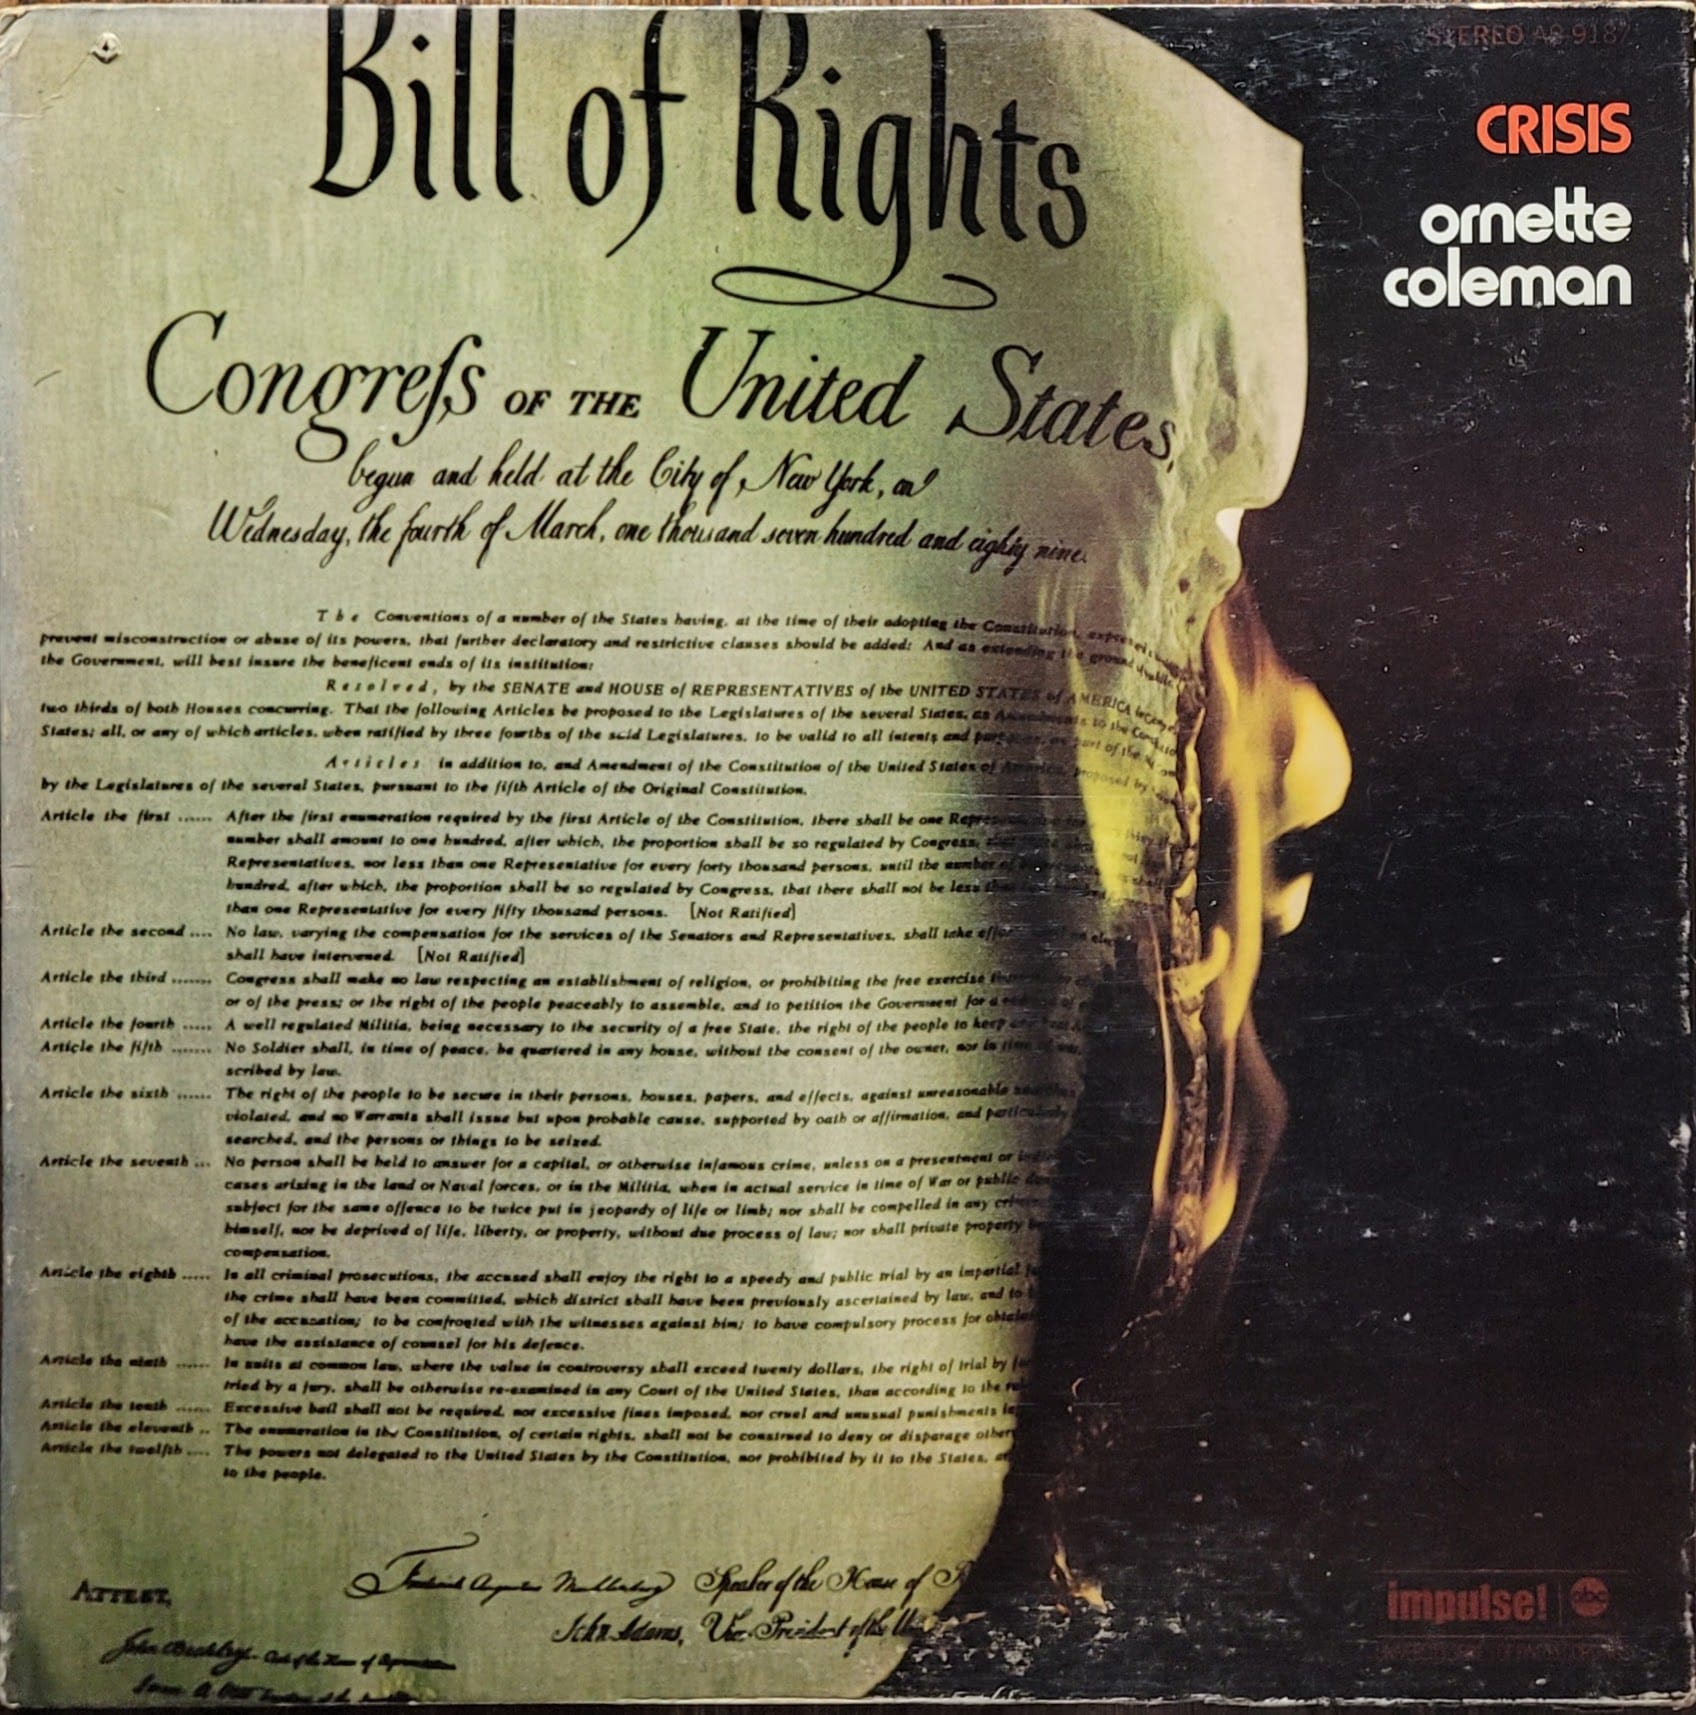 STEREO AS 9187
CRISIS
ornette
coleman
Bill of Rights
Congreſs OF THE United States,
begun and held at the City of New York, on
Wednesday, the fourth of March, one thousand seven hundred and eighty nine.
The Conventions of a number of the States having, at the time of their adopting the Constitution, expressed
prevent misconstruction or abuse of its powers, that further declaratory and restrictive clauses should be added: And as extending the ground
the Government, will best insure the beneficent ends of its institution:
Resolved, by the SENATE and HOUSE of REPRESENTATIVES of the UNITED STATES of AMERICA
two thirds of both Houses concurring. That the following Articles be proposed to the Legislatures of the several States, as Amendments to the
States; all, or any of which articles, when ratified by three fourths of the said Legislatures, to be valid to all intents and part of the
Articles in addition to, and Amendment of the Constitution of the United States of proposed by
by the Legislatures of the several States, pursuant to the fifth Article of the Original Constitution.
Article the first ...... After the first enumeration required by the first Article of the Constitution, there shall be one
number shall amount to one hundred, after which, the proportion shall be so regulated by Congress,
Representatives, nor less than one Representative for every forty thousand persons, until the number of
hundred, after which, the proportion shall be so regulated by Congress, that there shall not be less
than one Representative for every fifty thousand persons. [Not Ratified]
Article the second .... No law, varying the compensation for the services of the Senators and Representatives, shall take
shall have intervened. [Not Ratified]
Article the third ....... Congress shall make no law respecting an establishment of religion, or prohibiting the free exercise
or of the press; or the right of the people peaceably to assemble, and to petition the Government for a
Article the fourth ..... A well regulated Militia, being necessary to the security of a free State, the right of the people to keep
Article the fifth ....... No Soldier shall, in time of peace, be quartered in any house, without the consent of the owner, nor in
scribed by law.
Article the sixth ...... The right of the people to be secure in their persons, houses, papers, and effects, against unreasonable
violated, and no Warrants shall issue but upon probable cause, supported by oath or affirmation, and particularly
searched, and the persons or things to be seized.
Article the seventh ... No person shall be held to answer for a capital, or otherwise infamous crime, unless on a presentment or
cases arising in the land or Naval forces, or in the Militia, when in actual service in time of War or public
subject for the same offence to be twice put in jeopardy of life or limb; nor shall be compelled in any
himself, nor be deprived of life, liberty, or property, without due process of law; nor shall private property
compensation.
Article the eighth ..... In all criminal prosecutions, the accused shall enjoy the right to a speedy and public trial by an impartial
the crime shall have been committed, which district shall have been previously ascertained by law, and to
of the accusation; to be confronted with the witnesses against him; to have compulsory process for
have the assistance of counsel for his defence.
Article the ninth ...... In suits at common law, where the value in controversy shall exceed twenty dollars, the right of trial by
tried by a jury, shall be otherwise re-examined in any Court of the United States, than according to the
Article the tenth ...... Excessive bail shall not be required, nor excessive fines imposed, nor cruel and unusual punishments
Article the eleventh .. The enumeration in the Constitution, of certain rights, shall not be construed to deny or disparage
Article the twelfth .... The powers not delegated to the United States by the Constitution, nor prohibited by it to the States,
to the people.
ATTEST, Speaker of the House of
John Adams, Vice-President of the
impulse! abc